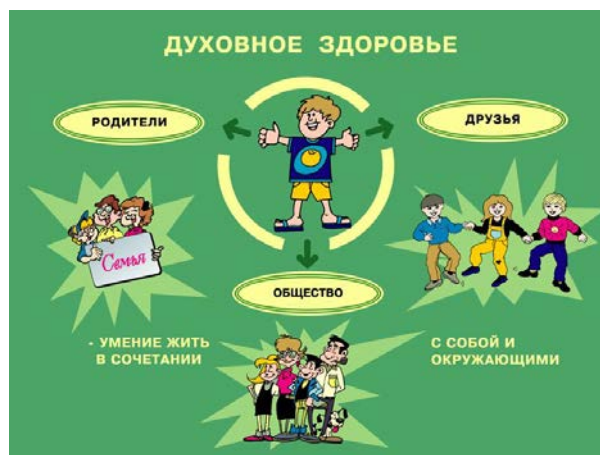 ДУХОВНОЕ ЗДОРОВЬЕ
РОДИТЕЛИ
ДРУЗЬЯ
Семья
ОБЩЕСТВО
- УМЕНИЕ ЖИТЬ
В СОЧЕТАНИИ
С СОБОЙ И
ОКРУЖАЮЩИМИ